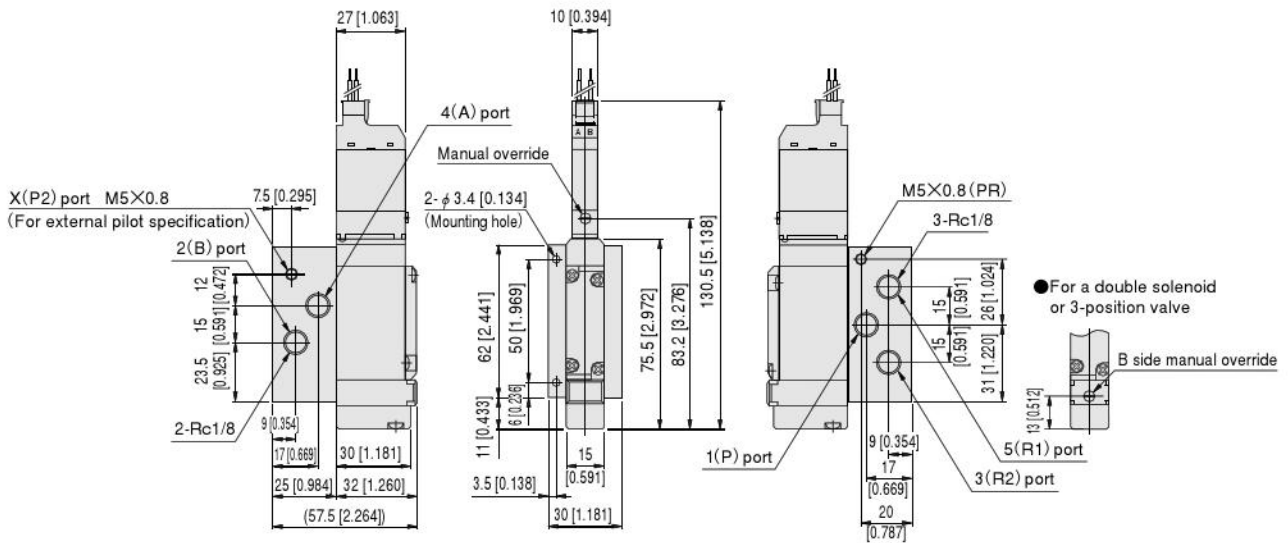 27 [1.063]
4(A) port
X(P2) port M5×0.8
(For external pilot specification)
7.5 [0.295]
2(B) port
12
[0.472]
15
[0.591]
23.5
[0.925]
2-Rc1/8
9 [0.354]
17 [0.669]
25 [0.984]
30 [1.181]
32 [1.260]
(57.5 [2.264])
10 [0.394]
A B
Manual override
2-φ3.4 [0.134]
(Mounting hole)
62 [2.441]
50 [1.969]
6 [0.236]
11 [0.433]
75.5 [2.972]
83.2 [3.276]
130.5 [5.138]
15
[0.591]
3.5 [0.138]
30 [1.181]
M5×0.8(PR)
3-Rc1/8
15
[0.591]
15
[0.591]
26 [1.024]
31 [1.220]
1(P) port
9 [0.354]
17
[0.669]
20
[0.787]
5(R1) port
3(R2) port
●For a double solenoid
or 3-position valve
B side manual override
13 [0.512]